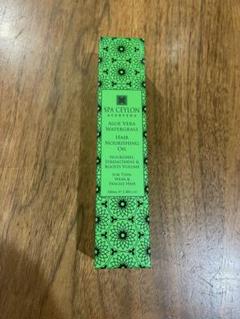 SPA CEYLON
AYURVEDA
ALOE VERA
WATERGRASS
HAIR
NOURISHING
OIL
NOURISHES,
STRENGTHENS &
BOOSTS VOLUME
FOR THIN,
WEAK &
FRAGILE HAIR